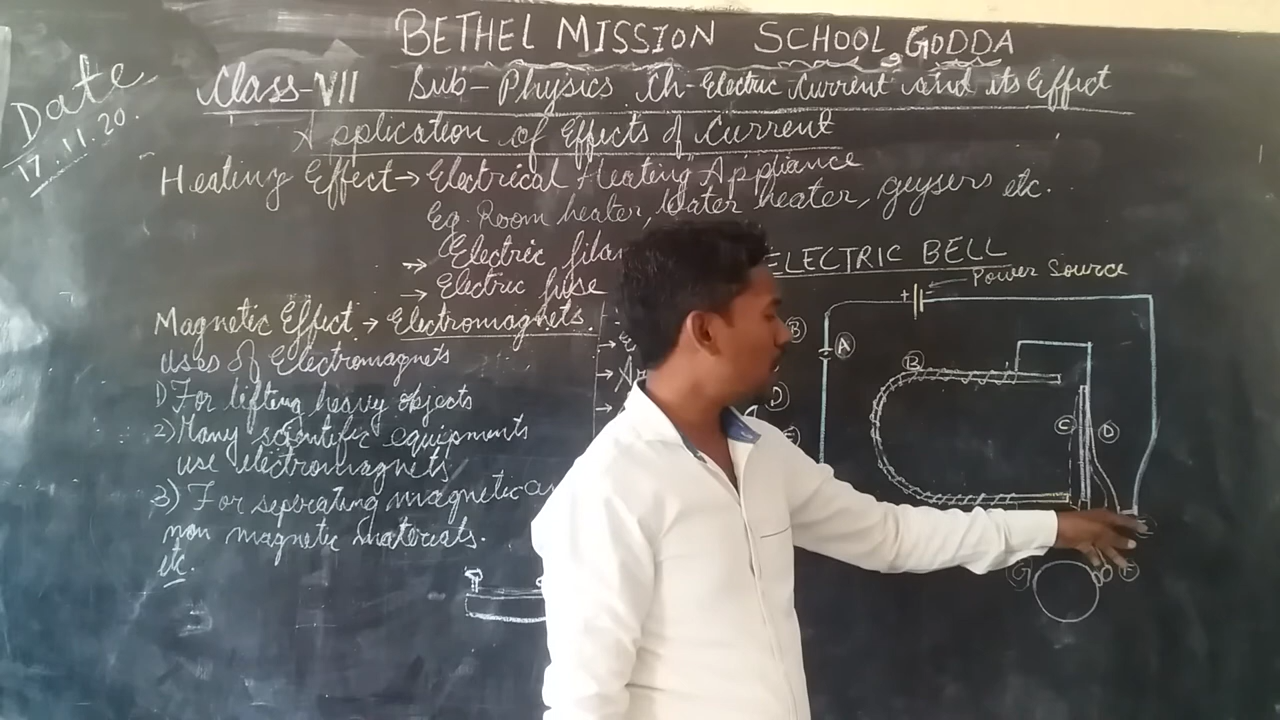 BETHEL MISSION SCHOOL, GODDA
Date
17.11.20.
Class-VII Sub-Physics Ch-Electric Current and its Effect
Application of Effects of Current
Heating Effect → Electrical Heating Appliance
Eg. Room heater, Water heater, geysers etc.
→ Electric filam
→ Electric fuse
Magnetic Effect → Electromagnets.
Uses of Electromagnets
1) For lifting heavy objects
2) Many scientific equipments
use electromagnets
3) For seperating magnetic an
non magnetic materials.
etc.
ELECTRIC BELL
Power Source
+ -
A
B
B
C
D
D
E
G
F